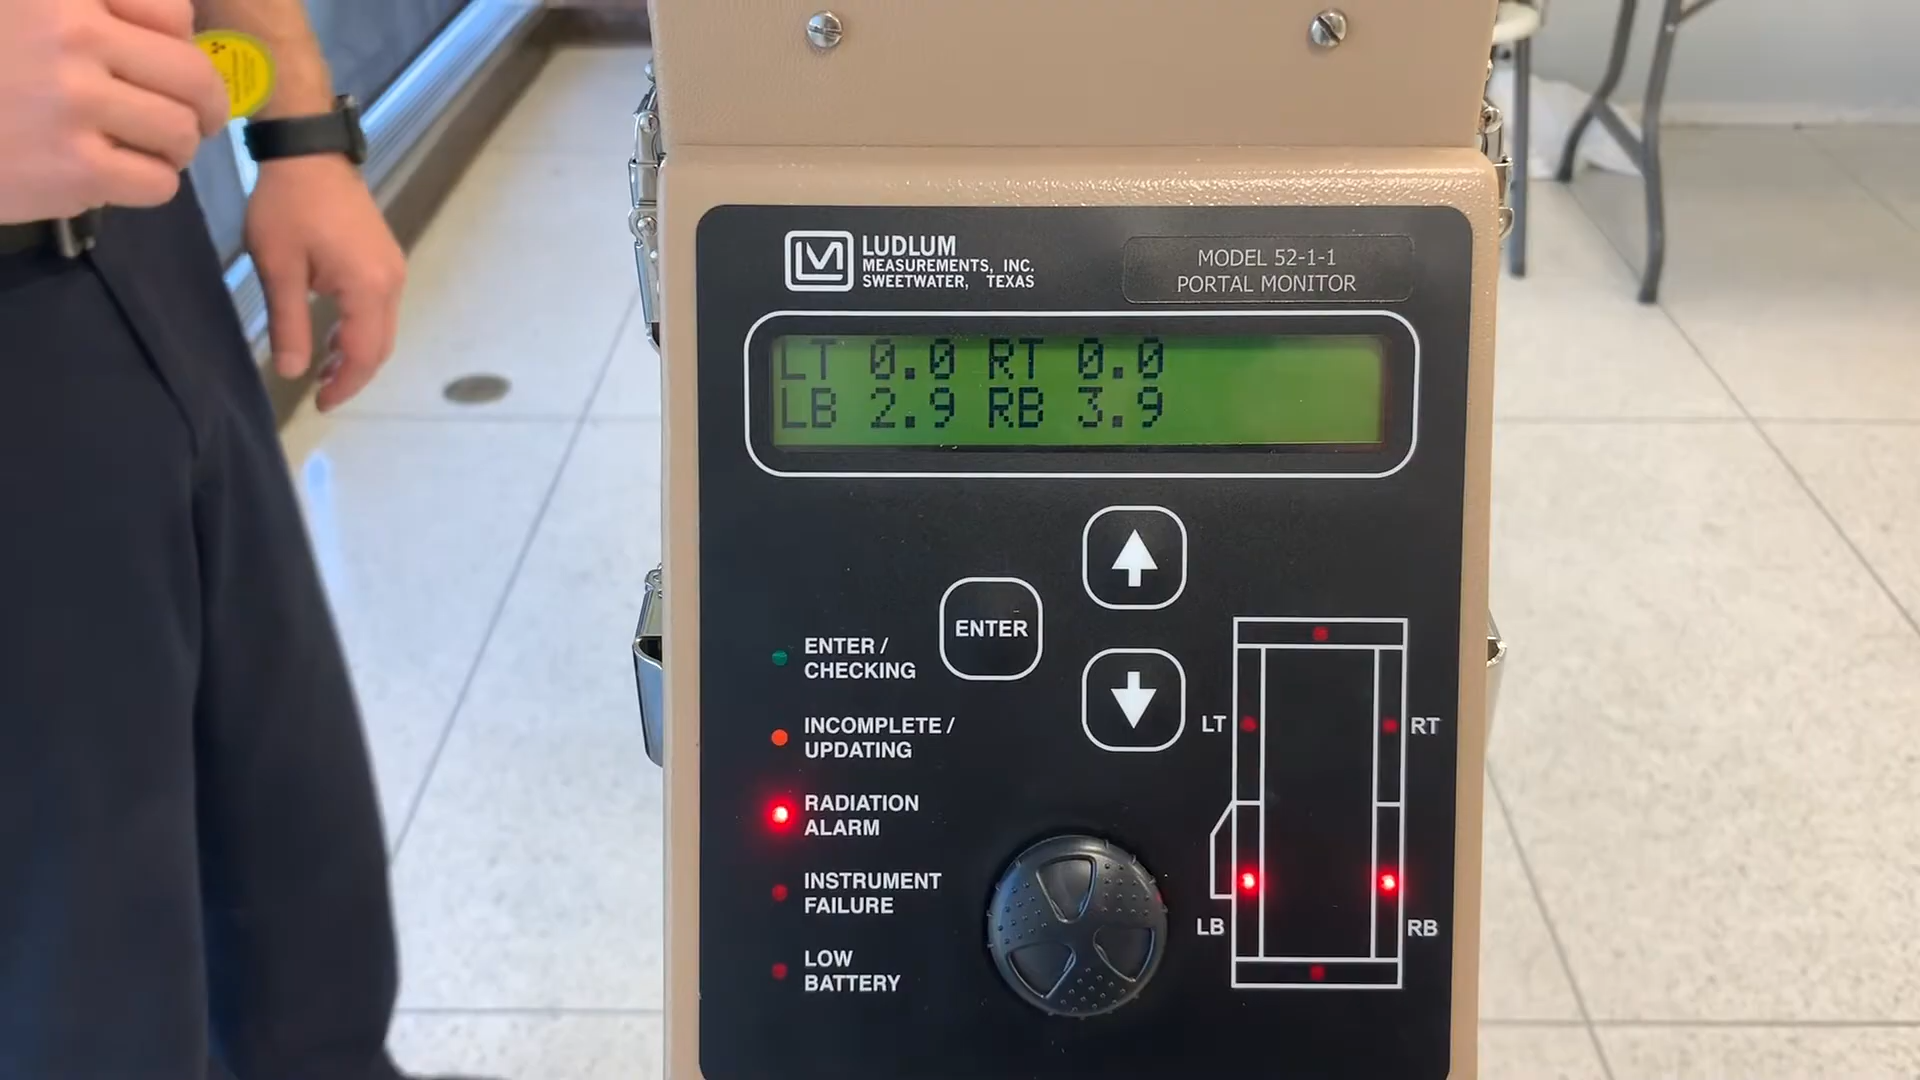 LUDLUM
MEASUREMENTS, INC.
SWEETWATER, TEXAS
MODEL 52-1-1
PORTAL MONITOR
LT 0.0 RT 0.0
LB 2.9 RB 3.9
ENTER
ENTER /
CHECKING
INCOMPLETE /
UPDATING
RADIATION
ALARM
INSTRUMENT
FAILURE
LOW
BATTERY
LT
RT
LB
RB